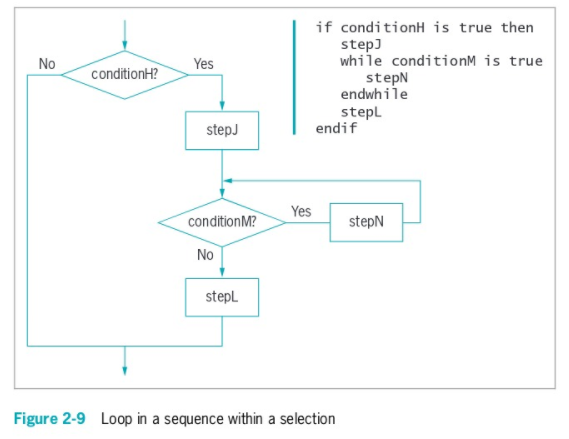 No
conditionH?
Yes
stepJ
conditionM?
Yes
stepN
No
stepL
if conditionH is true then
stepJ
while conditionM is true
stepN
endwhile
stepL
endif
Figure 2-9 Loop in a sequence within a selection